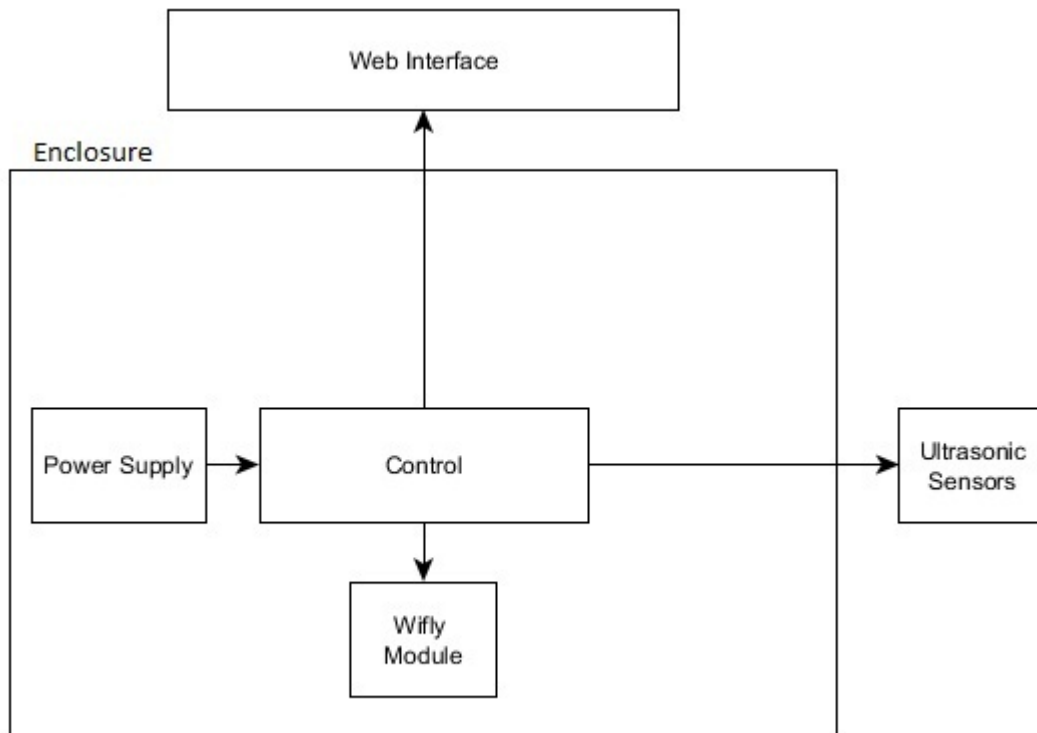 Web Interface
Enclosure
Power Supply
Control
Ultrasonic
Sensors
Wifly
Module